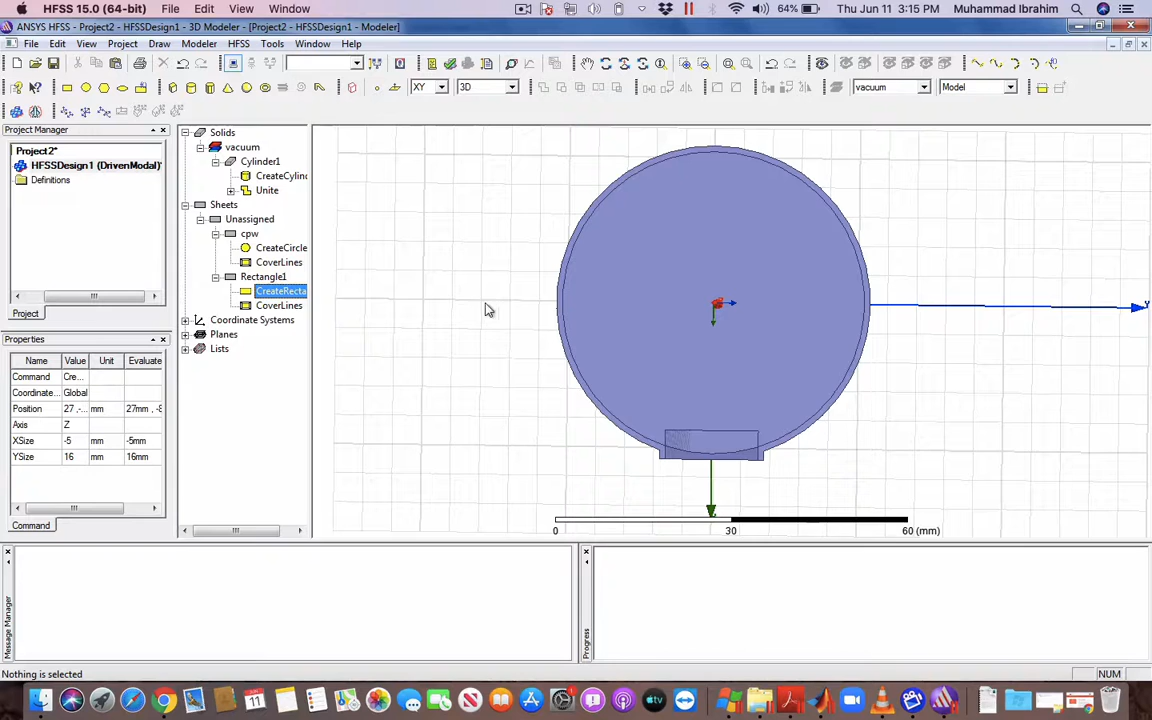 HFSS 15.0 (64-bit) File Edit View Window 64% Thu Jun 11 3:15 PM Muhammad Ibrahim
ANSYS HFSS - Project2 - HFSSDesign1 - 3D Modeler - [Project2 - HFSSDesign1 - Modeler]
File Edit View Project Draw Modeler HFSS Tools Window Help
XY 3D vacuum Model
Project Manager
Project2*
HFSSDesign1 (DrivenModal)*
Definitions
Project
Solids
vacuum
Cylinder1
CreateCylin
Unite
Sheets
Unassigned
cpw
CreateCircle
CoverLines
Rectangle1
CreateRecta
CoverLines
Coordinate Systems
Planes
Lists
Properties
Name Value Unit Evaluate
Command Cre...
Coordinate... Global
Position 27 ,-... mm 27mm , -8
Axis Z
XSize -5 mm -5mm
YSize 16 mm 16mm
Command
0 30 60 (mm)
Message Manager
Progress
Nothing is selected NUM